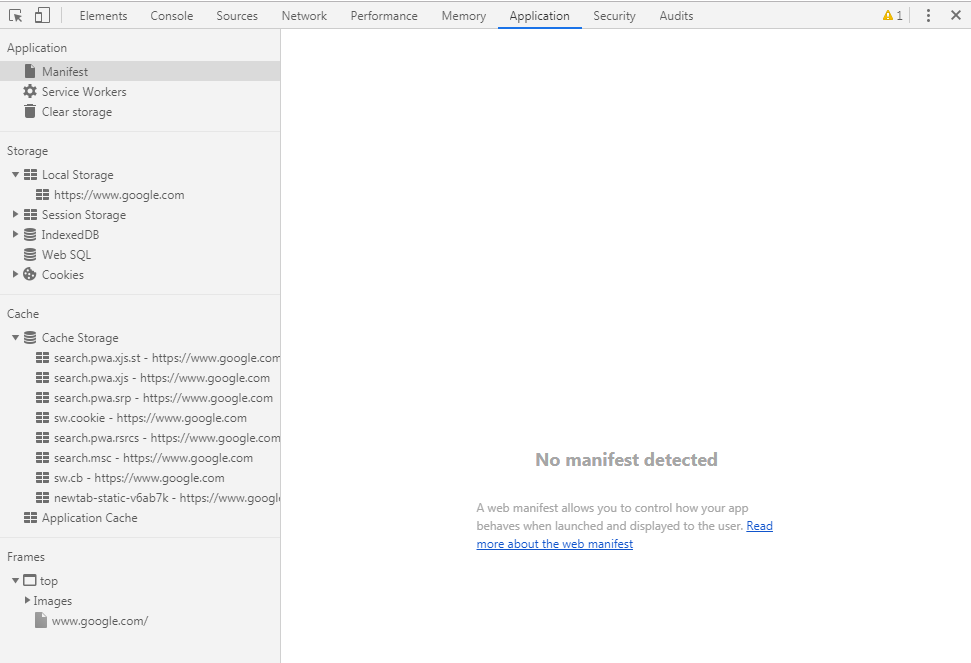 Elements Console Sources Network Performance Memory Application Security Audits 1
Application
Manifest
Service Workers
Clear storage
Storage
Local Storage
https://www.google.com
Session Storage
IndexedDB
Web SQL
Cookies
Cache
Cache Storage
search.pwa.xjs.st - https://www.google.com
search.pwa.xjs - https://www.google.com
search.pwa.srp - https://www.google.com
sw.cookie - https://www.google.com
search.pwa.rsrcs - https://www.google.com
search.msc - https://www.google.com
sw.cb - https://www.google.com
newtab-static-v6ab7k - https://www.googl
Application Cache
Frames
top
Images
www.google.com/
No manifest detected
A web manifest allows you to control how your app
behaves when launched and displayed to the user. Read
more about the web manifest